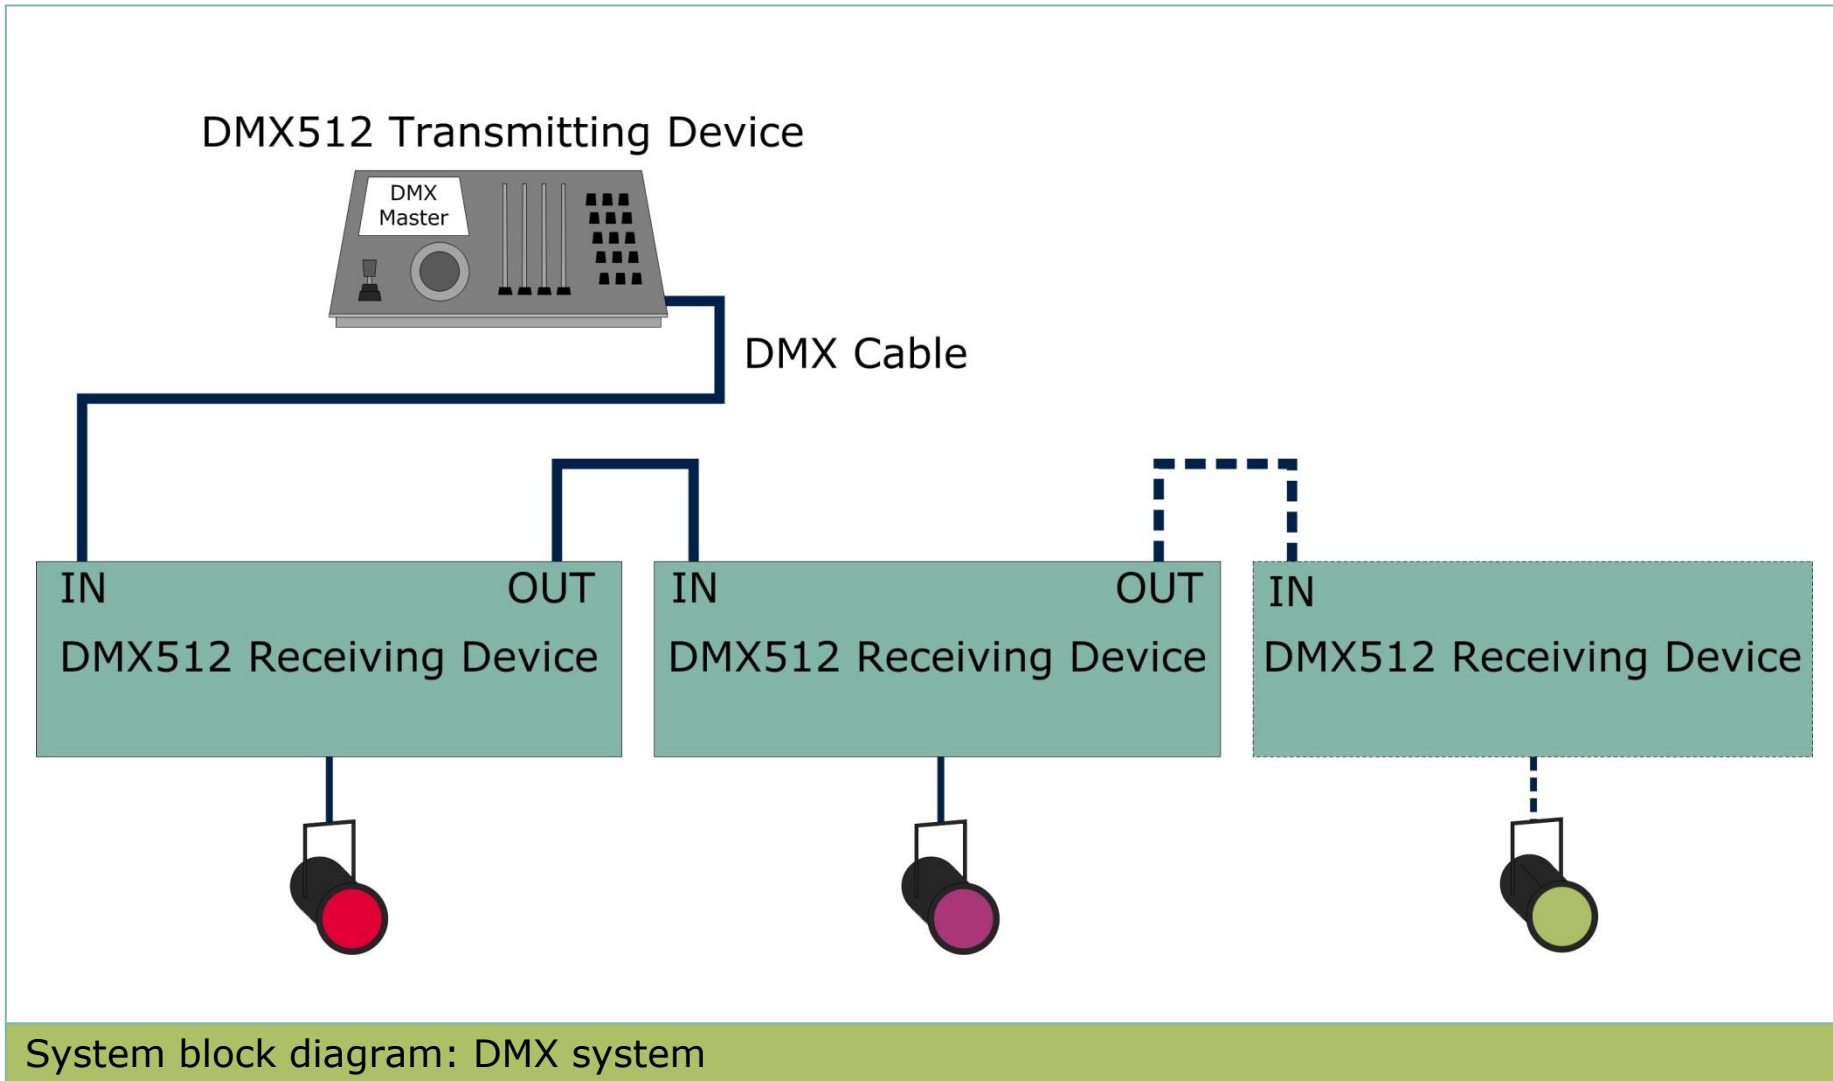 DMX512 Transmitting Device
DMX
Master
DMX Cable
IN OUT
DMX512 Receiving Device
IN OUT
DMX512 Receiving Device
IN
DMX512 Receiving Device
System block diagram: DMX system